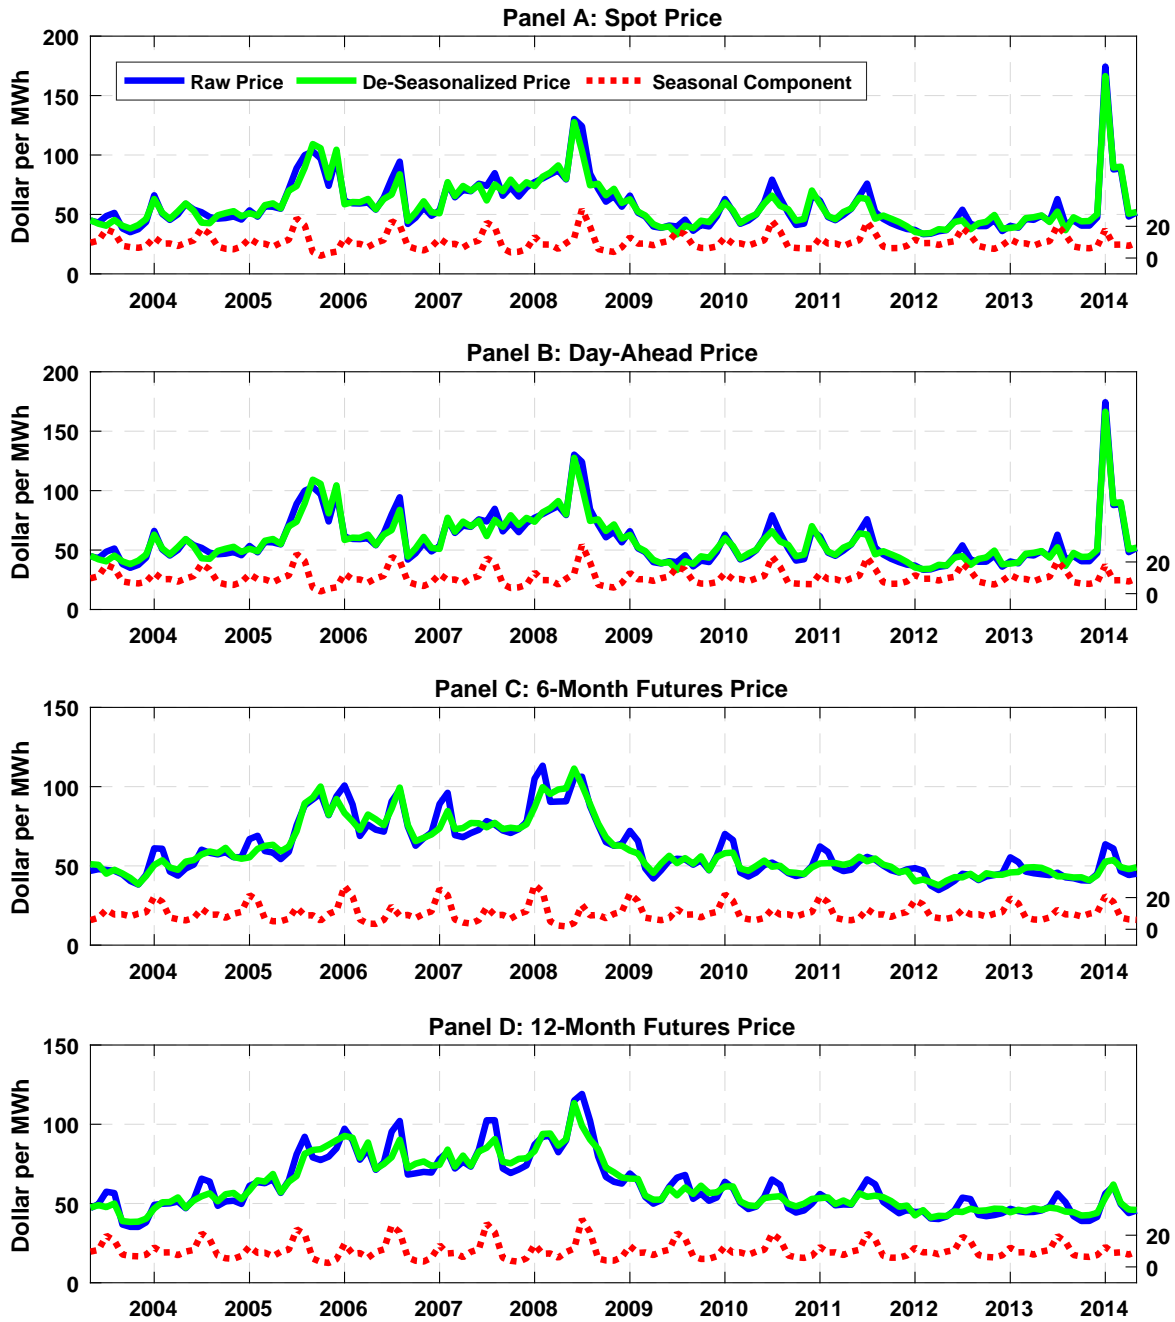 Panel A: Spot Price
Dollar per MWh
200
150
100
50
0
Raw Price De-Seasonalized Price Seasonal Component
20
0
2004 2005 2006 2007 2008 2009 2010 2011 2012 2013 2014
Panel B: Day-Ahead Price
Dollar per MWh
200
150
100
50
0
20
0
2004 2005 2006 2007 2008 2009 2010 2011 2012 2013 2014
Panel C: 6-Month Futures Price
Dollar per MWh
150
100
50
0
20
0
2004 2005 2006 2007 2008 2009 2010 2011 2012 2013 2014
Panel D: 12-Month Futures Price
Dollar per MWh
150
100
50
0
20
0
2004 2005 2006 2007 2008 2009 2010 2011 2012 2013 2014